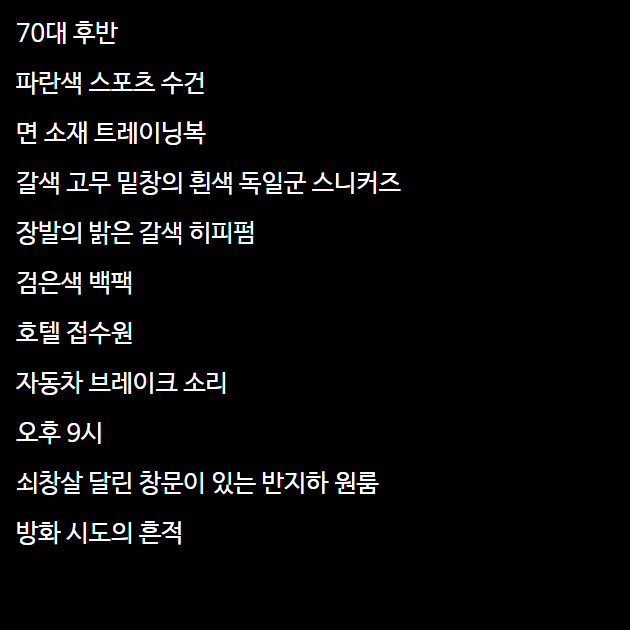 70대 후반
파란색 스포츠 수건
면 소재 트레이닝복
갈색 고무 밑창의 흰색 독일군 스니커즈
장발의 밝은 갈색 히피펌
검은색 백팩
호텔 접수원
자동차 브레이크 소리
오후 9시
쇠창살 달린 창문이 있는 반지하 원룸
방화 시도의 흔적